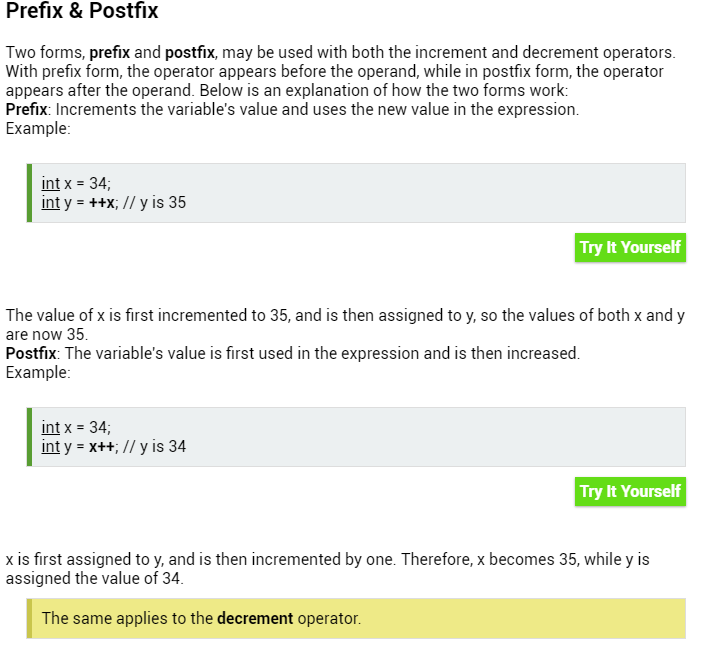 Prefix & Postfix
Two forms, prefix and postfix, may be used with both the increment and decrement operators.
With prefix form, the operator appears before the operand, while in postfix form, the operator
appears after the operand. Below is an explanation of how the two forms work:
Prefix: Increments the variable's value and uses the new value in the expression.
Example:
int x = 34;
int y = ++x; // y is 35
Try It Yourself
The value of x is first incremented to 35, and is then assigned to y, so the values of both x and y
are now 35.
Postfix: The variable's value is first used in the expression and is then increased.
Example:
int x = 34;
int y = x++; // y is 34
Try It Yourself
x is first assigned to y, and is then incremented by one. Therefore, x becomes 35, while y is
assigned the value of 34.
The same applies to the decrement operator.